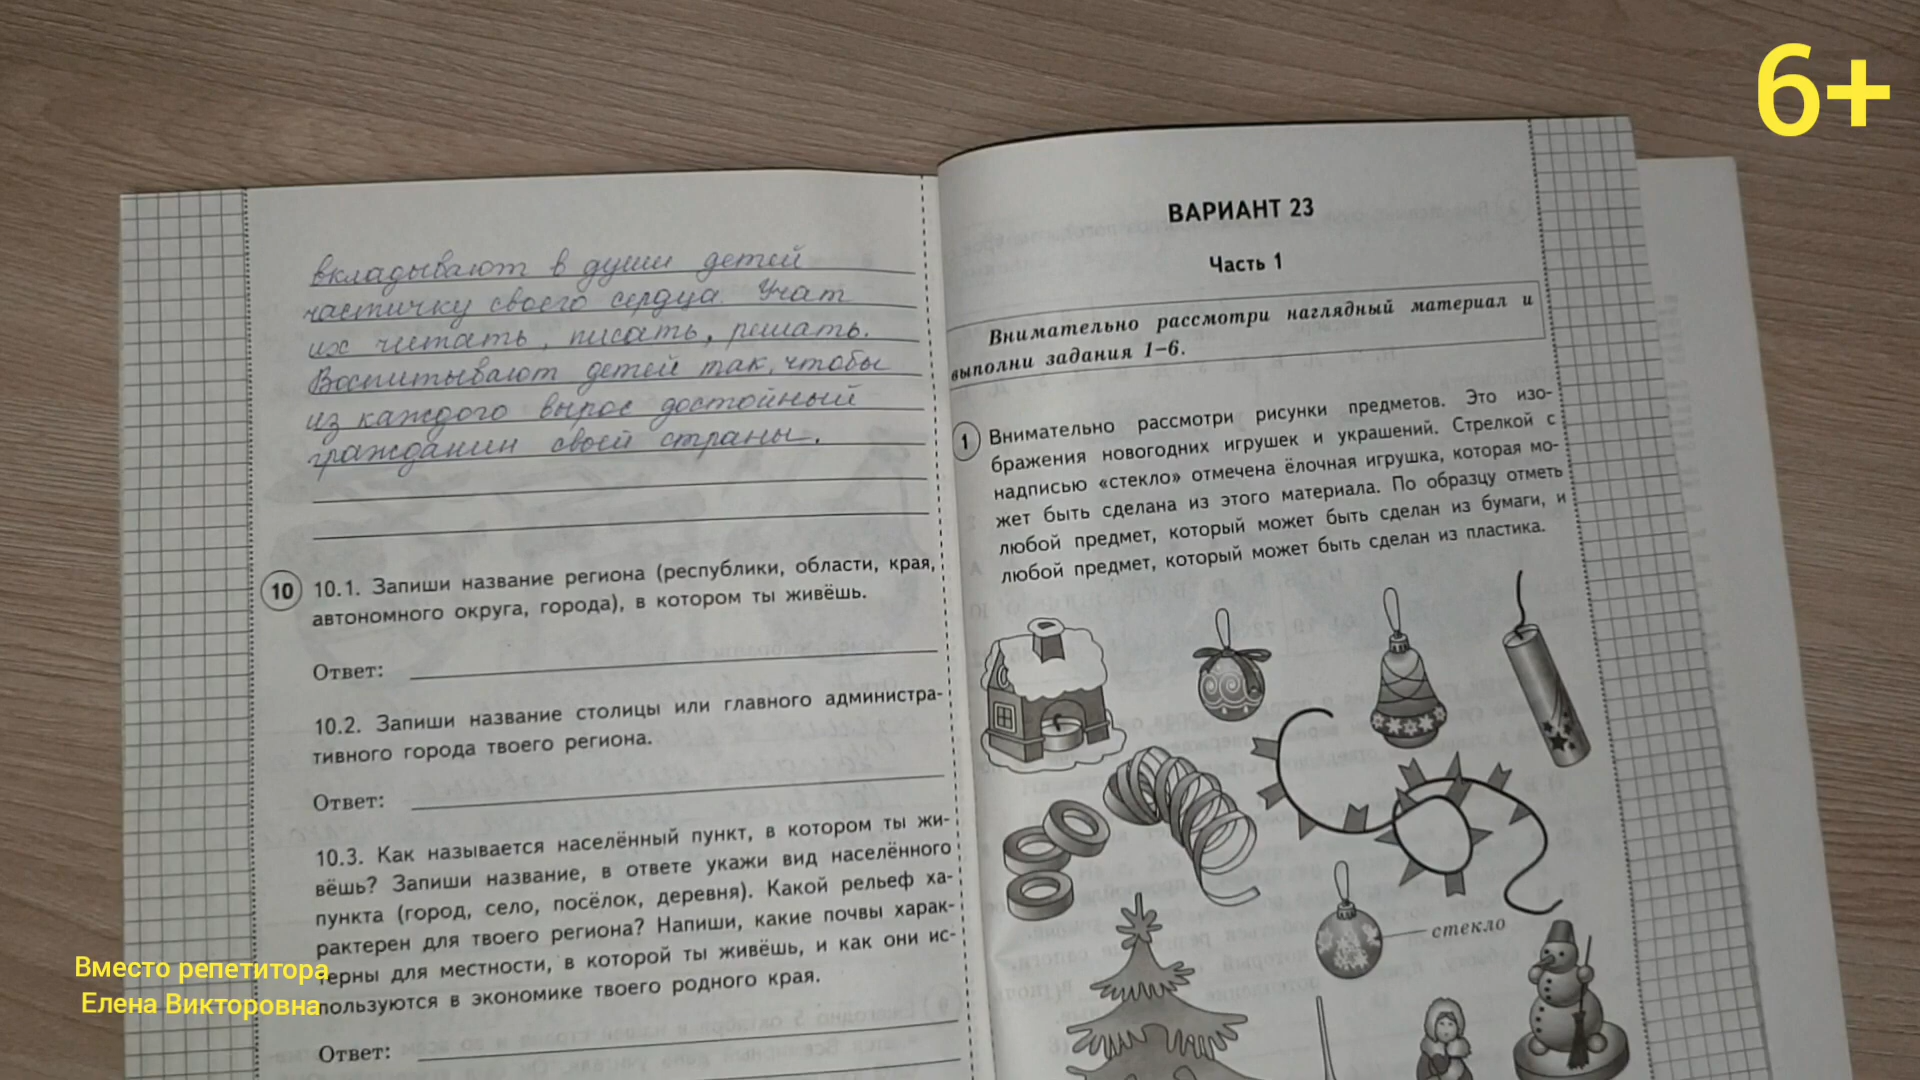 6+
вкладывают в души детей
частичку своего сердца. Учат
их читать, писать, решать.
Воспитывают детей так, чтобы
из каждого вырос достойный
гражданин своей страны.
10 10.1. Запиши название региона (республики, области, края,
автономного округа, города), в котором ты живёшь.
Ответ:
10.2. Запиши название столицы или главного администра-
тивного города твоего региона.
Ответ:
10.3. Как называется населённый пункт, в котором ты жи-
вёшь? Запиши название, в ответе укажи вид населённого
пункта (город, село, посёлок, деревня). Какой рельеф ха-
рактерен для твоего региона? Напиши, какие почвы харак-
терны для местности, в которой ты живёшь, и как они ис-
пользуются в экономике твоего родного края.
Ответ:
Вместо репетитора
Елена Викторовна
ВАРИАНТ 23
Часть 1
Внимательно рассмотри наглядный материал и
выполни задания 1–6.
1 Внимательно рассмотри рисунки предметов. Это изо-
бражения новогодних игрушек и украшений. Стрелкой с
надписью «стекло» отмечена ёлочная игрушка, которая мо-
жет быть сделана из этого материала. По образцу отметь
любой предмет, который может быть сделан из бумаги, и
любой предмет, который может быть сделан из пластика.
стекло